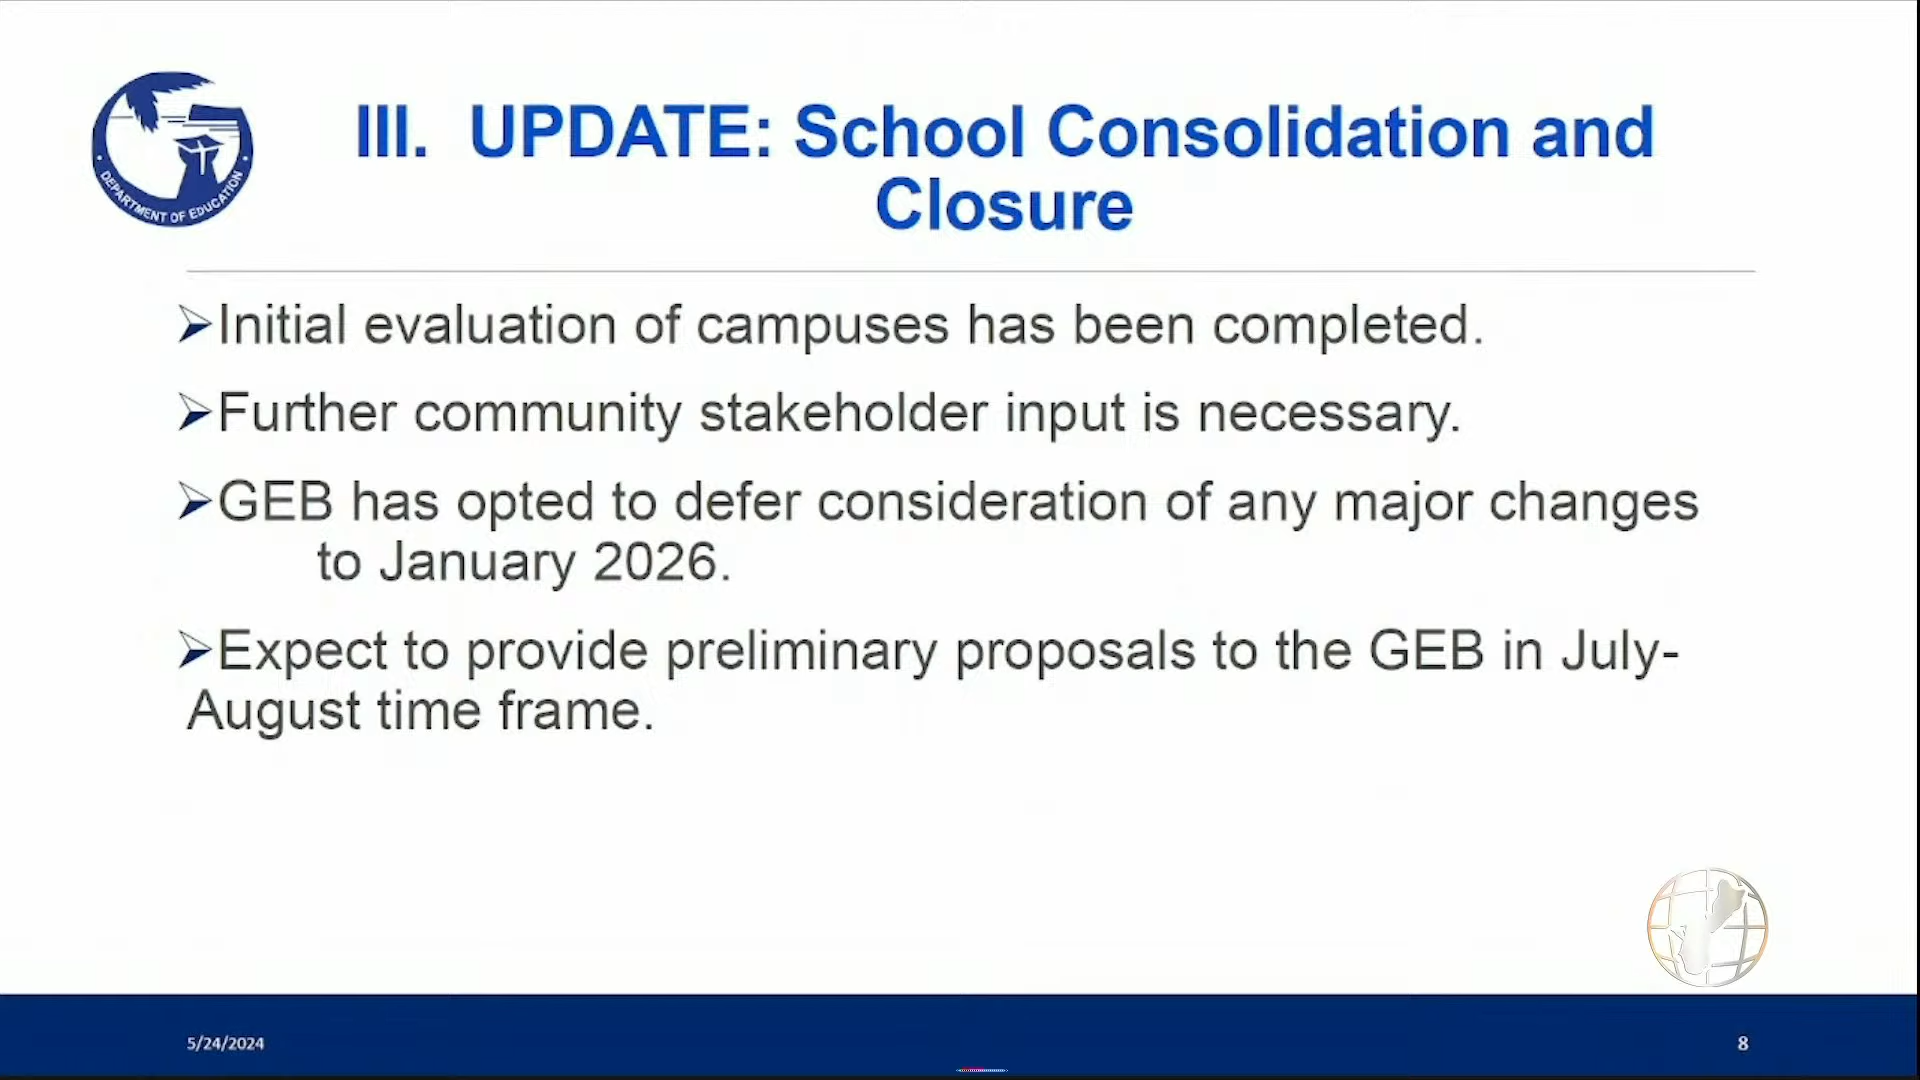 III. UPDATE: School Consolidation and
Closure
DEPARTMENT OF EDUCATION
➢Initial evaluation of campuses has been completed.
➢Further community stakeholder input is necessary.
➢GEB has opted to defer consideration of any major changes
to January 2026.
➢Expect to provide preliminary proposals to the GEB in July-
August time frame.
5/24/2024
8